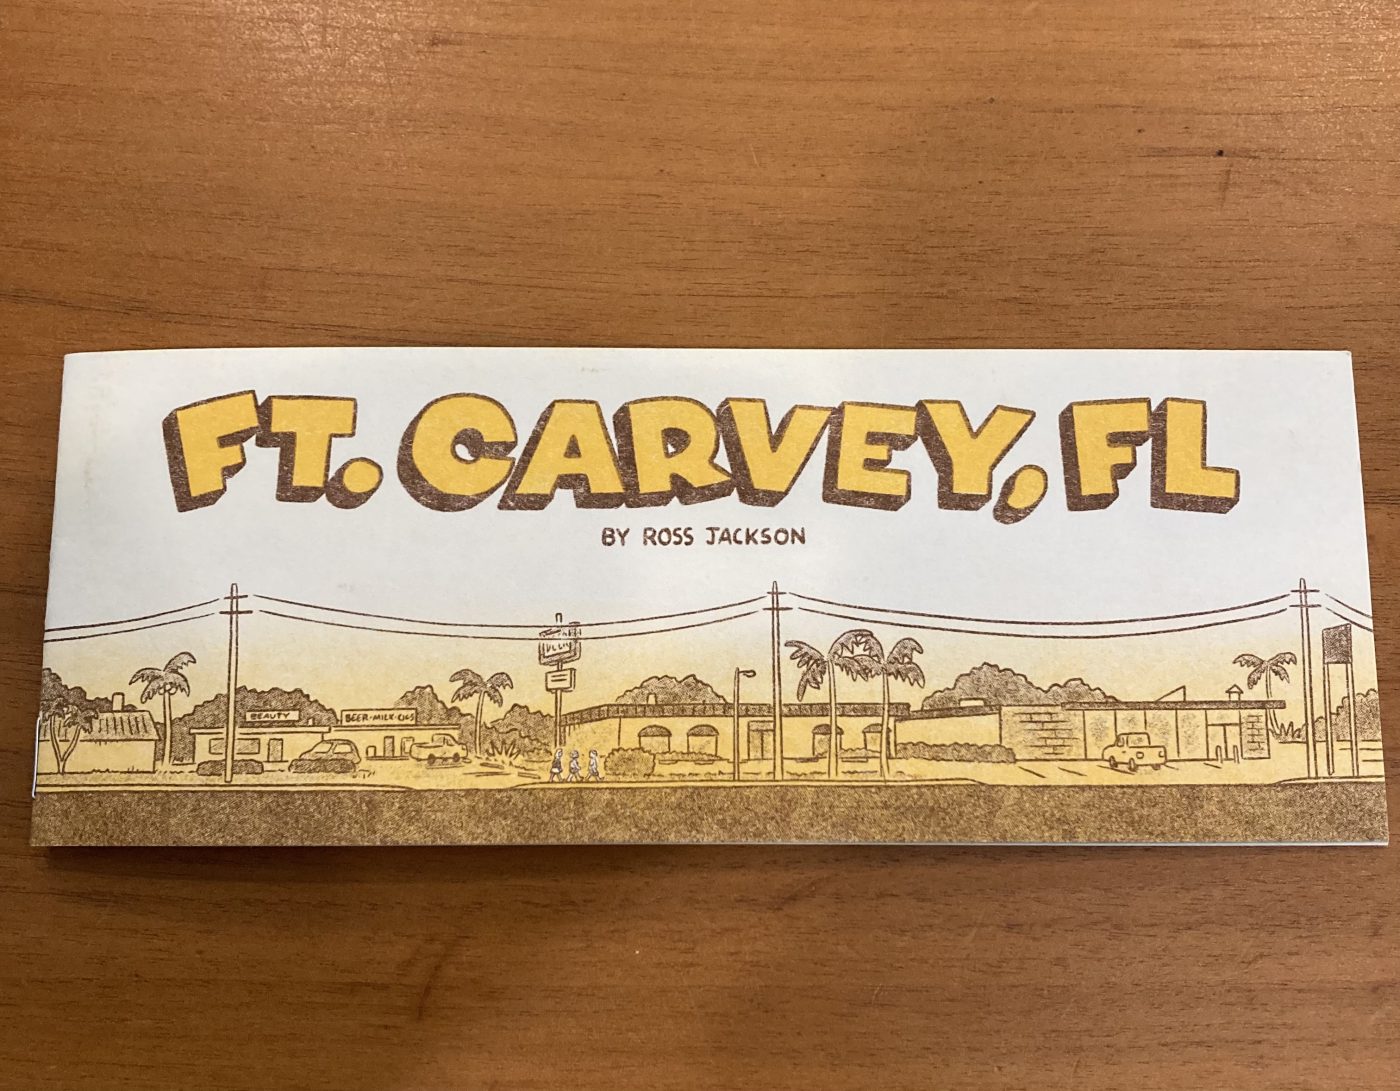 FT. CARVEY, FL
BY ROSS JACKSON
BEAUTY
BEER-MILK-CIGS